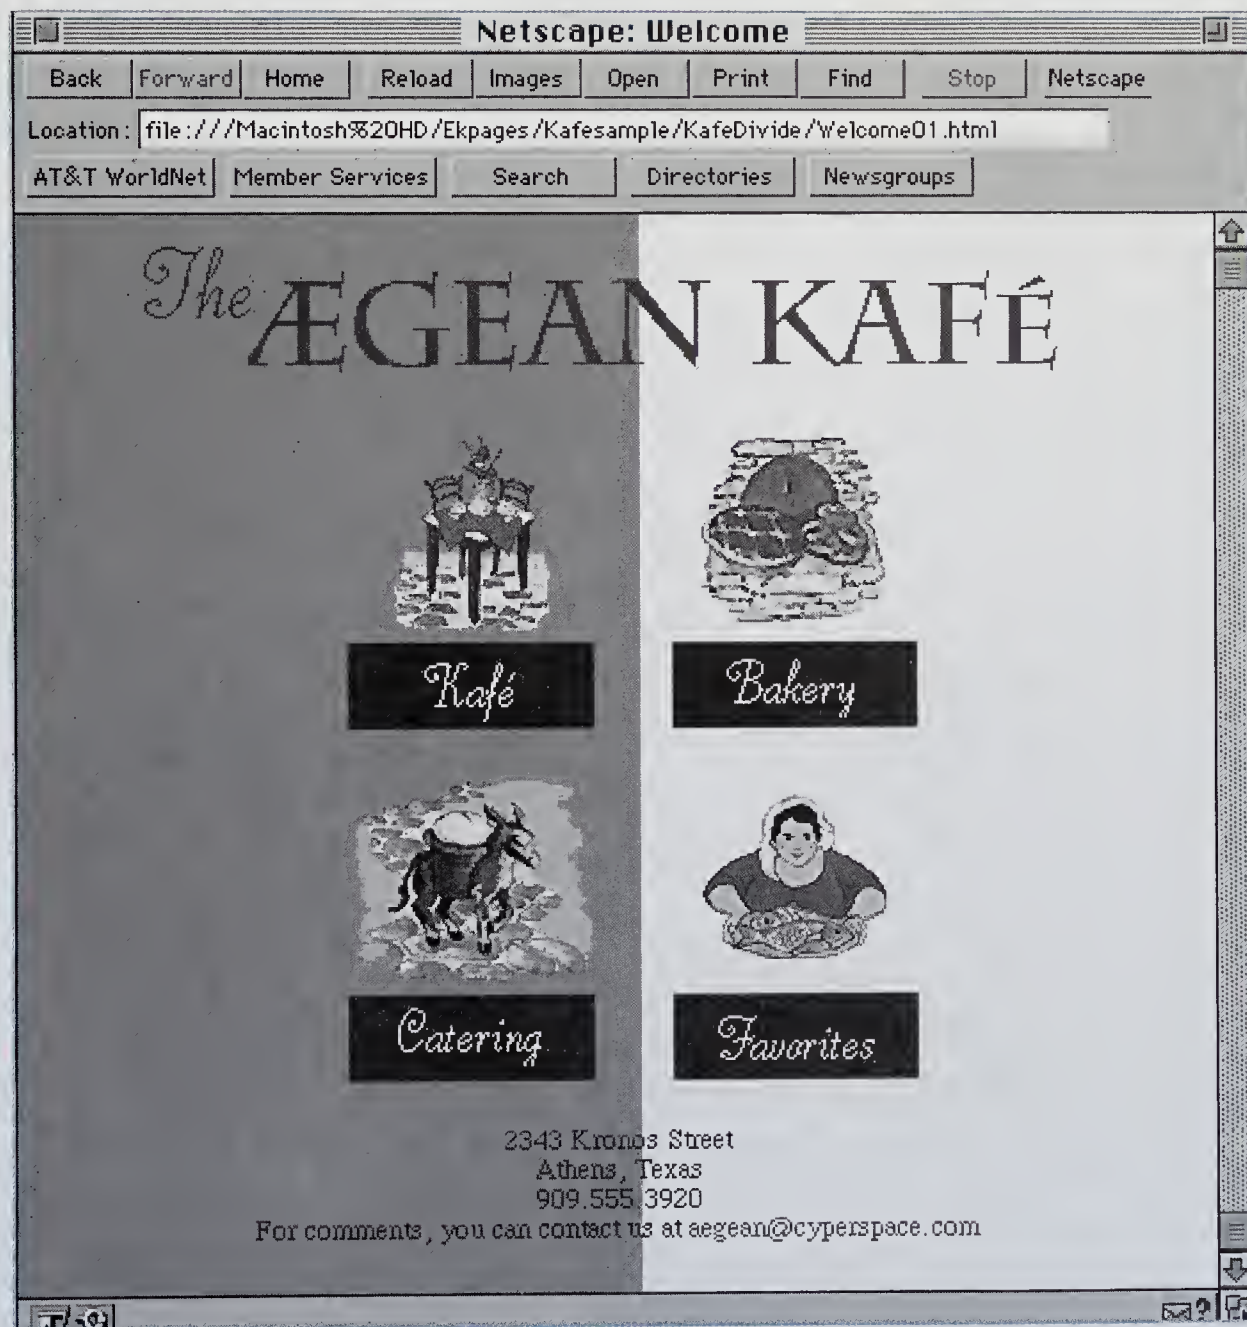 Netscape: Welcome
Back Forward Home Reload Images Open Print Find Stop Netscape
Location: file:///Macintosh%20HD/Ekpages/Kafesample/KafeDivide/Welcome01.html
AT&T WorldNet Member Services Search Directories Newsgroups
The ÆGEAN KAFÉ
Kafé Bakery
Catering Favorites
2343 Kronos Street
Athens, Texas
909.555.3920
For comments, you can contact us at aegean@cyperspace.com
?